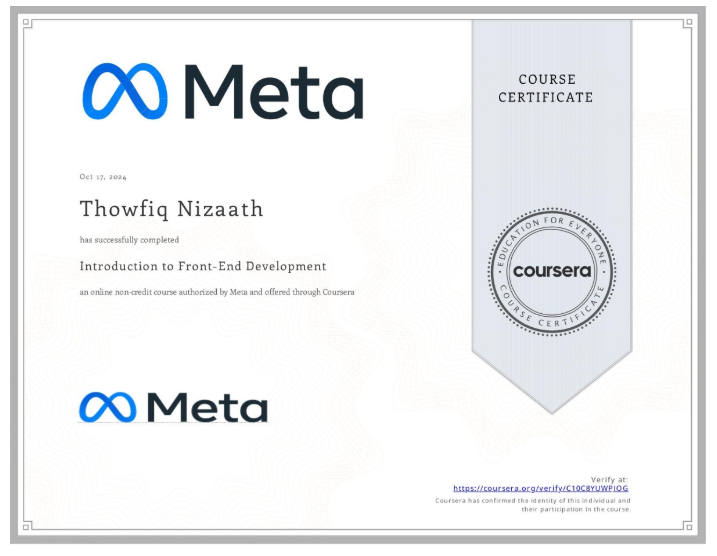 Meta
COURSE
CERTIFICATE
Oct 17, 2024
Thowfiq Nizaath
has successfully completed
Introduction to Front-End Development
an online non-credit course authorized by Meta and offered through Coursera
EDUCATION FOR EVERYONE
coursera
COURSE CERTIFICATE
Meta
Verify at:
https://coursera.org/verify/C10C8YUWPJOG
Coursera has confirmed the identity of this individual and
their participation in the course.